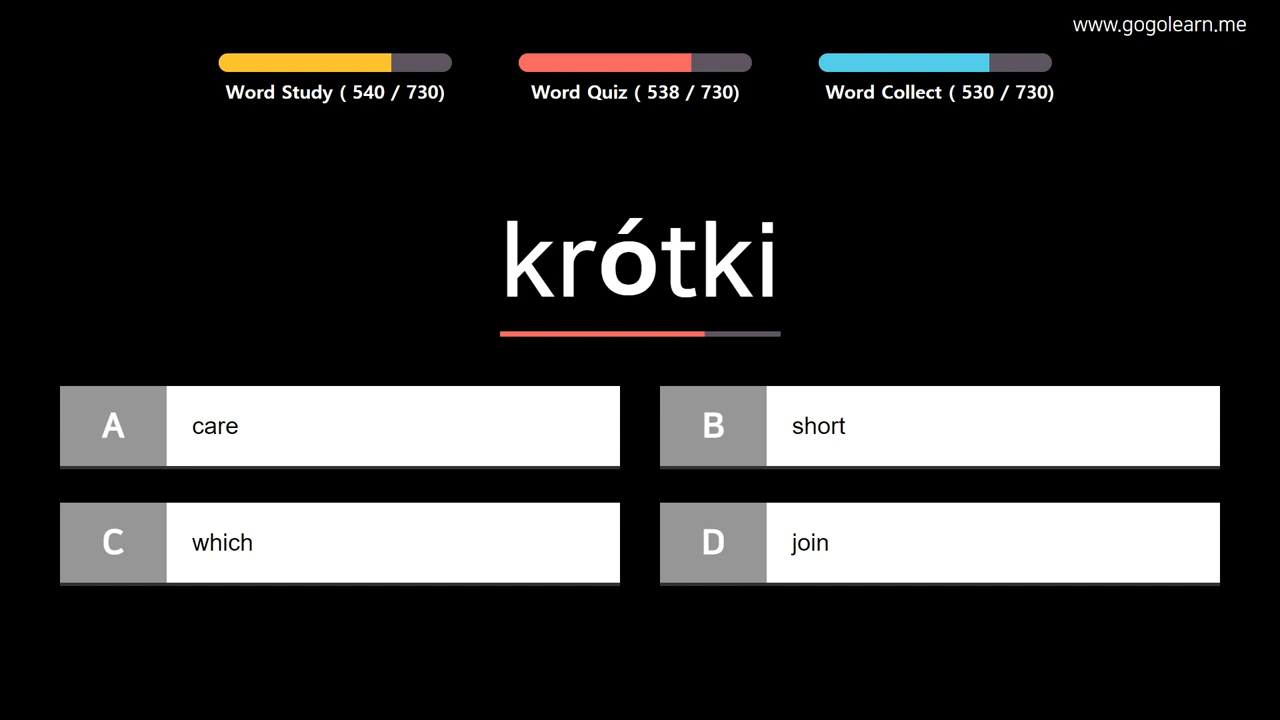 www.gogolearn.me
Word Study ( 540 / 730)
Word Quiz ( 538 / 730)
Word Collect ( 530 / 730)
krótki
A care
B short
C which
D join